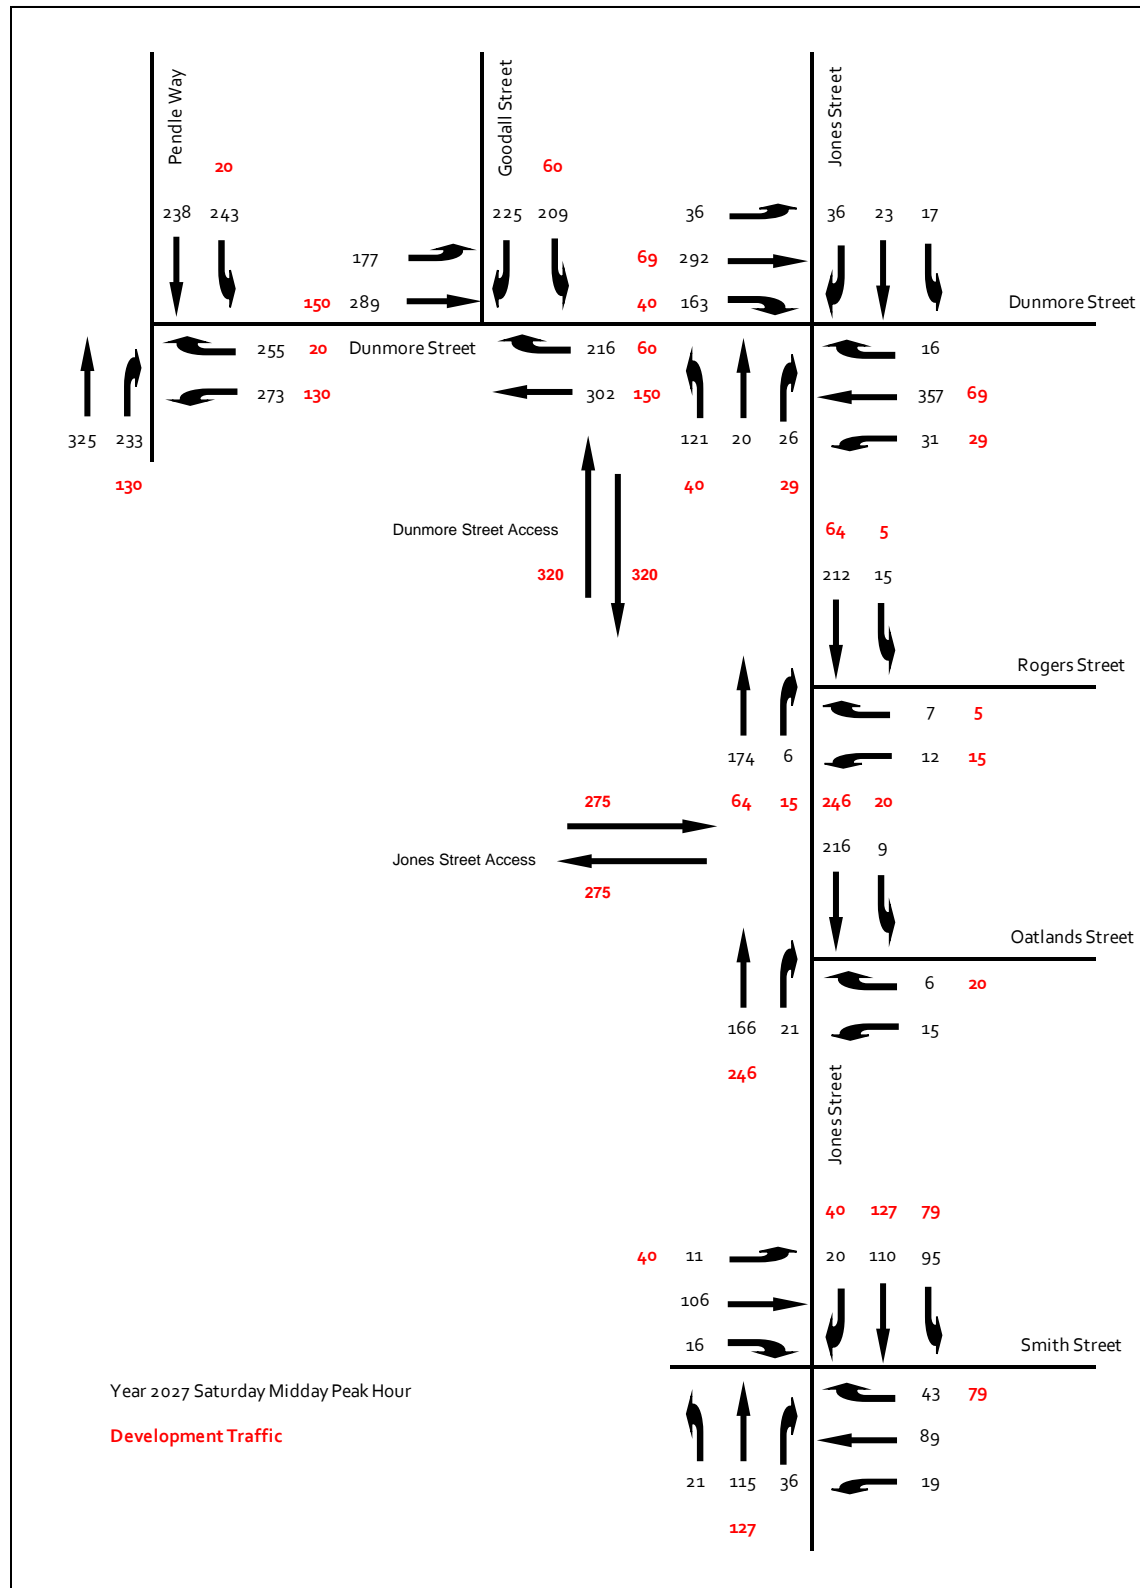 Pendle Way
Goodall Street
Jones Street
20
60
238 243
225 209
36
36 23 17
177
69 292
150 289
40 163
Dunmore Street
255 20
Dunmore Street
216 60
16
273 130
302 150
357 69
325 233
121 20 26
31 29
130
40 29
Dunmore Street Access
64 5
320 320
212 15
Rogers Street
7 5
174 6
12 15
275
64 15
246 20
Jones Street Access
216 9
275
Oatlands Street
6 20
166 21
15
246
Jones Street
40 127 79
40 11
20 110 95
106
16
Smith Street
Year 2027 Saturday Midday Peak Hour
43 79
Development Traffic
89
21 115 36
19
127